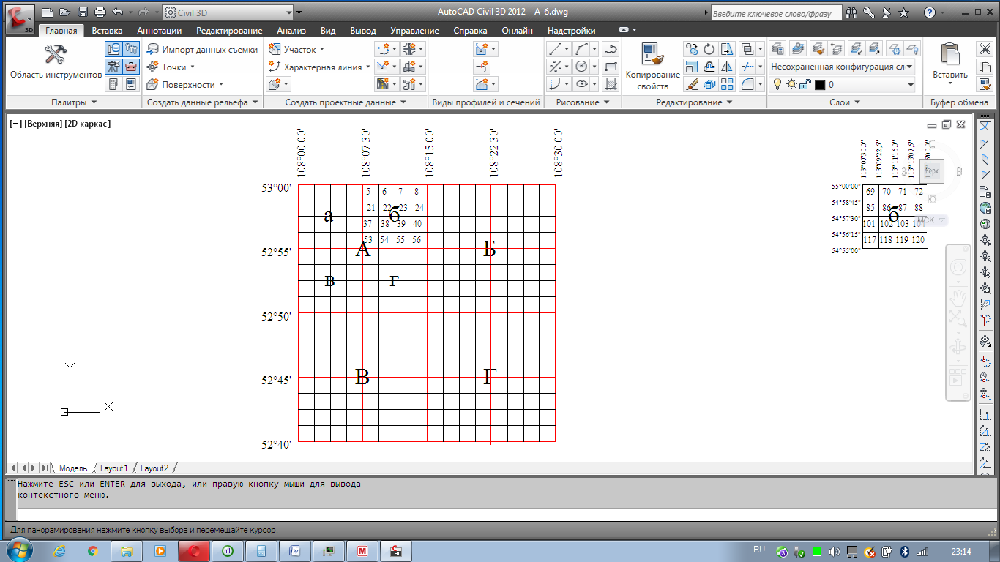 Civil 3D
AutoCAD Civil 3D 2012 A-6.dwg
Введите ключевое слово/фразу
3D
Главная Вставка Аннотации Редактирование Анализ Вид Вывод Управление Справка Онлайн Надстройки
Область инструментов
Импорт данных съемки
Точки
Поверхности
Участок
Характерная линия
Копирование свойств
Несохраненная конфигурация сл
0
Вставить
Палитры
Создать данные рельефа
Создать проектные данные
Виды профилей и сечений
Рисование
Редактирование
Слои
Буфер обмена
[−] [Верхняя] [2D каркас]
108°00'00" 108°07'30" 108°15'00" 108°22'30" 108°30'00"
53°00'
52°55'
52°50'
52°45'
52°40'
5 6 7 8
21 22 23 24
37 38 39 40
53 54 55 56
а б
А Б
в г
В Г
113°07'30.0" 113°09'22,5" 113°11'15.0" 113°13'07,5"
55°00'00"
54°58'45"
54°57'30"
54°56'15"
54°55'00"
69 70 71 72
85 86 87 88
101 102 103 104
117 118 119 120
б
З Верх В
Ю
МСК
Y
X
Модель Layout1 Layout2
Нажмите ESC или ENTER для выхода, или правую кнопку мыши для вывода
контекстного меню.
Для панорамирования нажмите кнопку выбора и перемещайте курсор.
RU
23:14